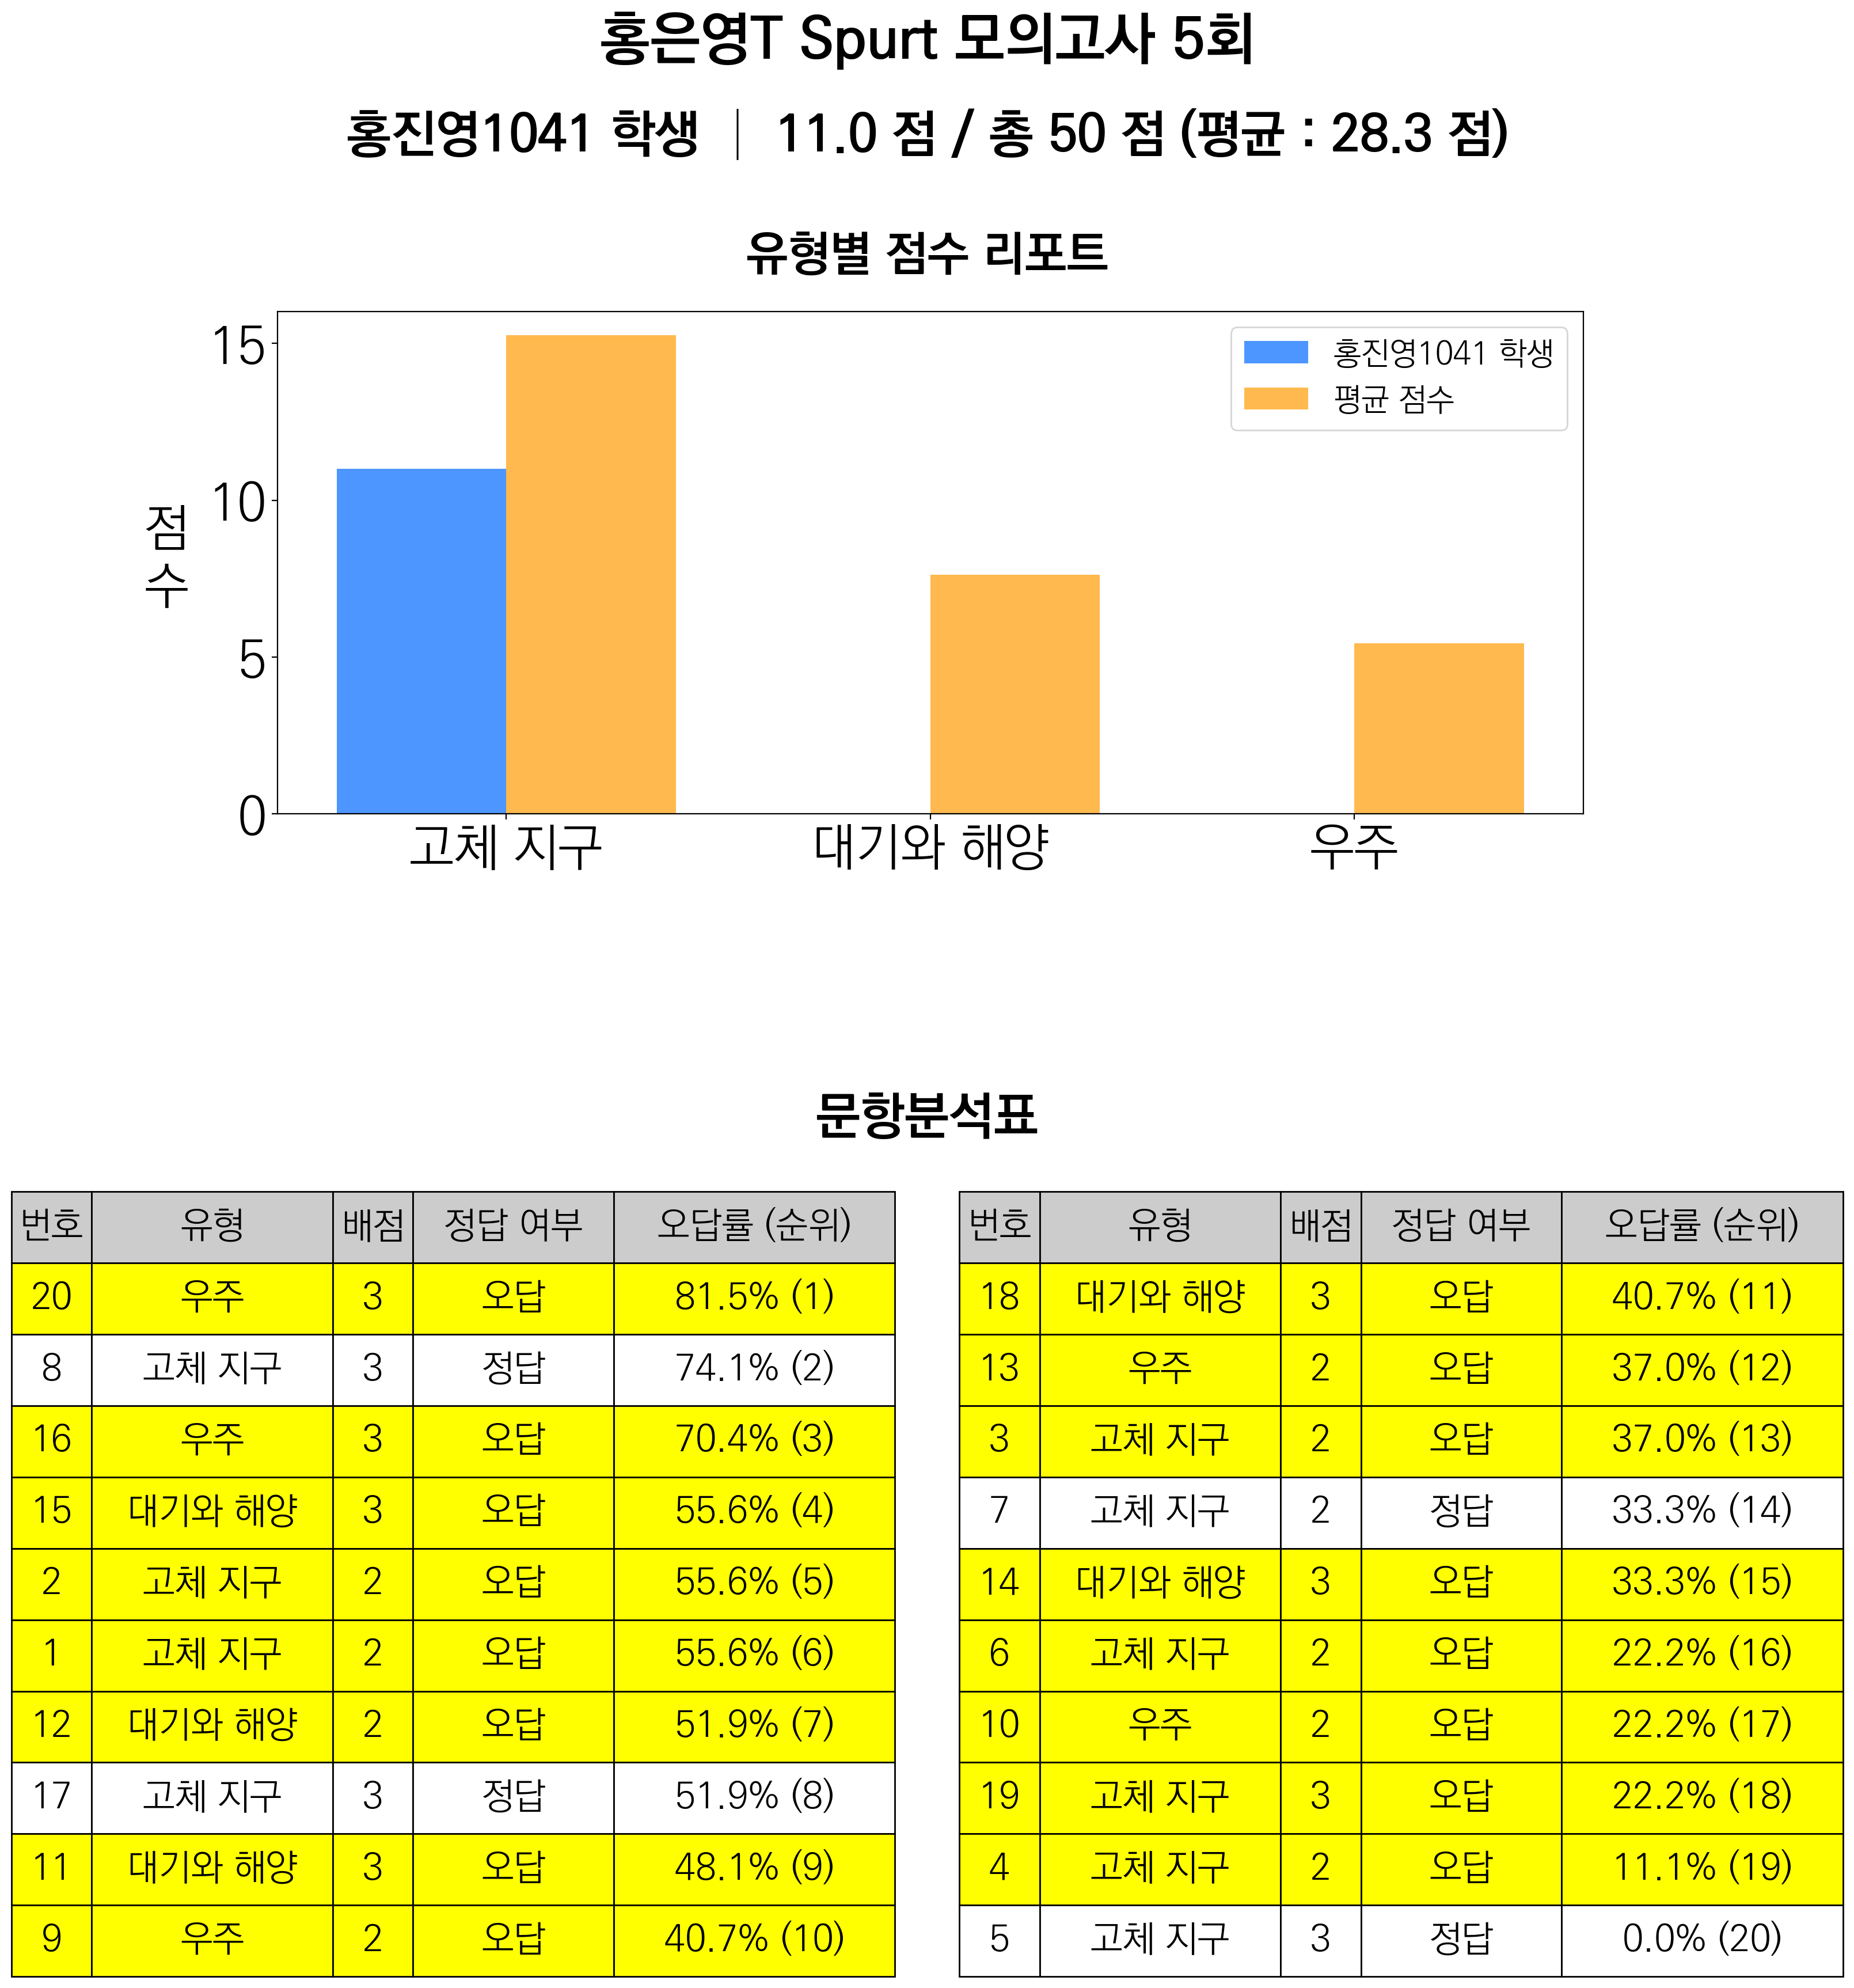 홍은영T Spurt 모의고사 5회
홍진영1041 학생 | 11.0 점 / 총 50 점 (평균 : 28.3 점)
유형별 점수 리포트
홍진영1041 학생
평균 점수
점수
15
10
5
0
고체 지구 대기와 해양 우주
문항분석표
번호 유형 배점 정답 여부 오답률 (순위)
20 우주 3 오답 81.5% (1)
8 고체 지구 3 정답 74.1% (2)
16 우주 3 오답 70.4% (3)
15 대기와 해양 3 오답 55.6% (4)
2 고체 지구 2 오답 55.6% (5)
1 고체 지구 2 오답 55.6% (6)
12 대기와 해양 2 오답 51.9% (7)
17 고체 지구 3 정답 51.9% (8)
11 대기와 해양 3 오답 48.1% (9)
9 우주 2 오답 40.7% (10)
번호 유형 배점 정답 여부 오답률 (순위)
18 대기와 해양 3 오답 40.7% (11)
13 우주 2 오답 37.0% (12)
3 고체 지구 2 오답 37.0% (13)
7 고체 지구 2 정답 33.3% (14)
14 대기와 해양 3 오답 33.3% (15)
6 고체 지구 2 오답 22.2% (16)
10 우주 2 오답 22.2% (17)
19 고체 지구 3 오답 22.2% (18)
4 고체 지구 2 오답 11.1% (19)
5 고체 지구 3 정답 0.0% (20)